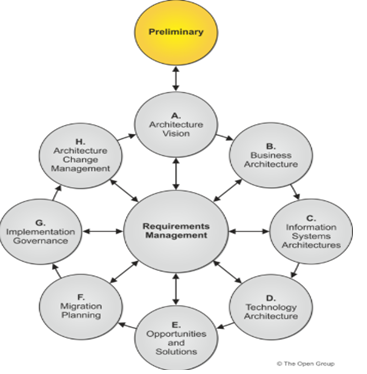 Preliminary
A.
Architecture
Vision
B.
Business
Architecture
C.
Information
Systems
Architectures
D.
Technology
Architecture
E.
Opportunities
and
Solutions
F.
Migration
Planning
G.
Implementation
Governance
H.
Architecture
Change
Management
Requirements
Management
© The Open Group